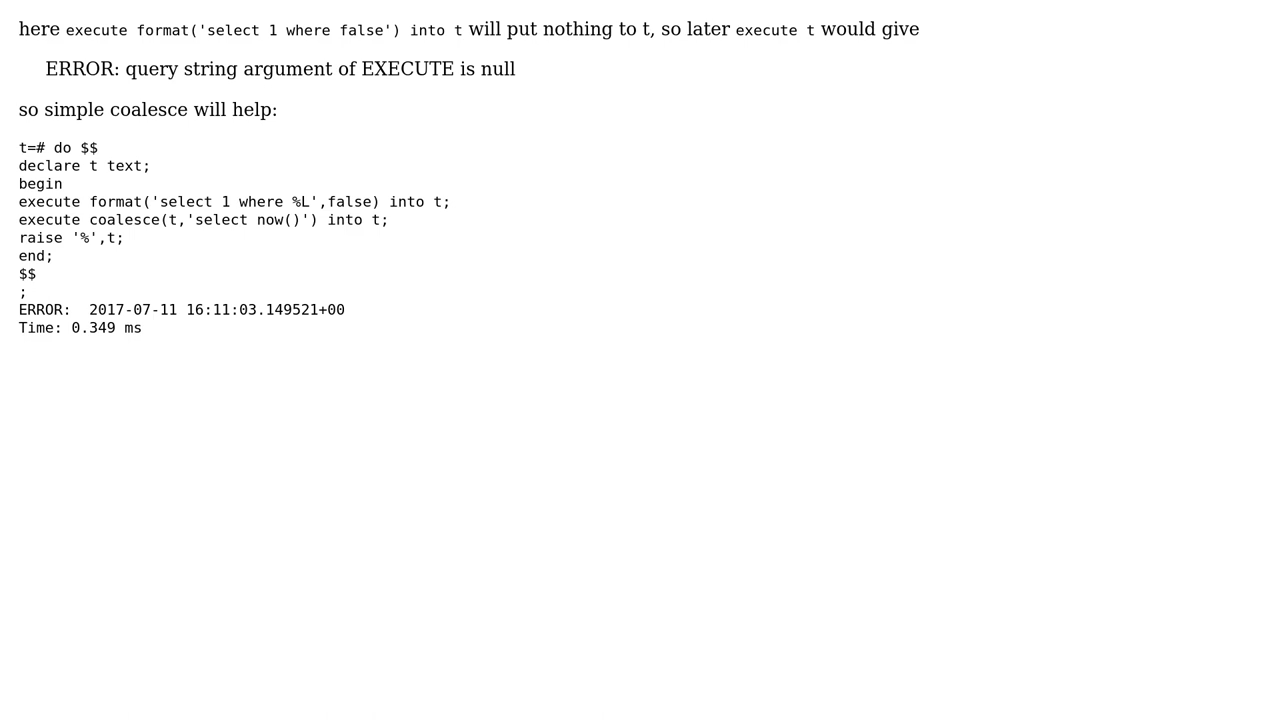 here execute format('select 1 where false') into t will put nothing to t, so later execute t would give
ERROR: query string argument of EXECUTE is null
so simple coalesce will help:
t=# do $$
declare t text;
begin
execute format('select 1 where %L',false) into t;
execute coalesce(t,'select now()') into t;
raise '%',t;
end;
$$
;
ERROR:  2017-07-11 16:11:03.149521+00
Time: 0.349 ms